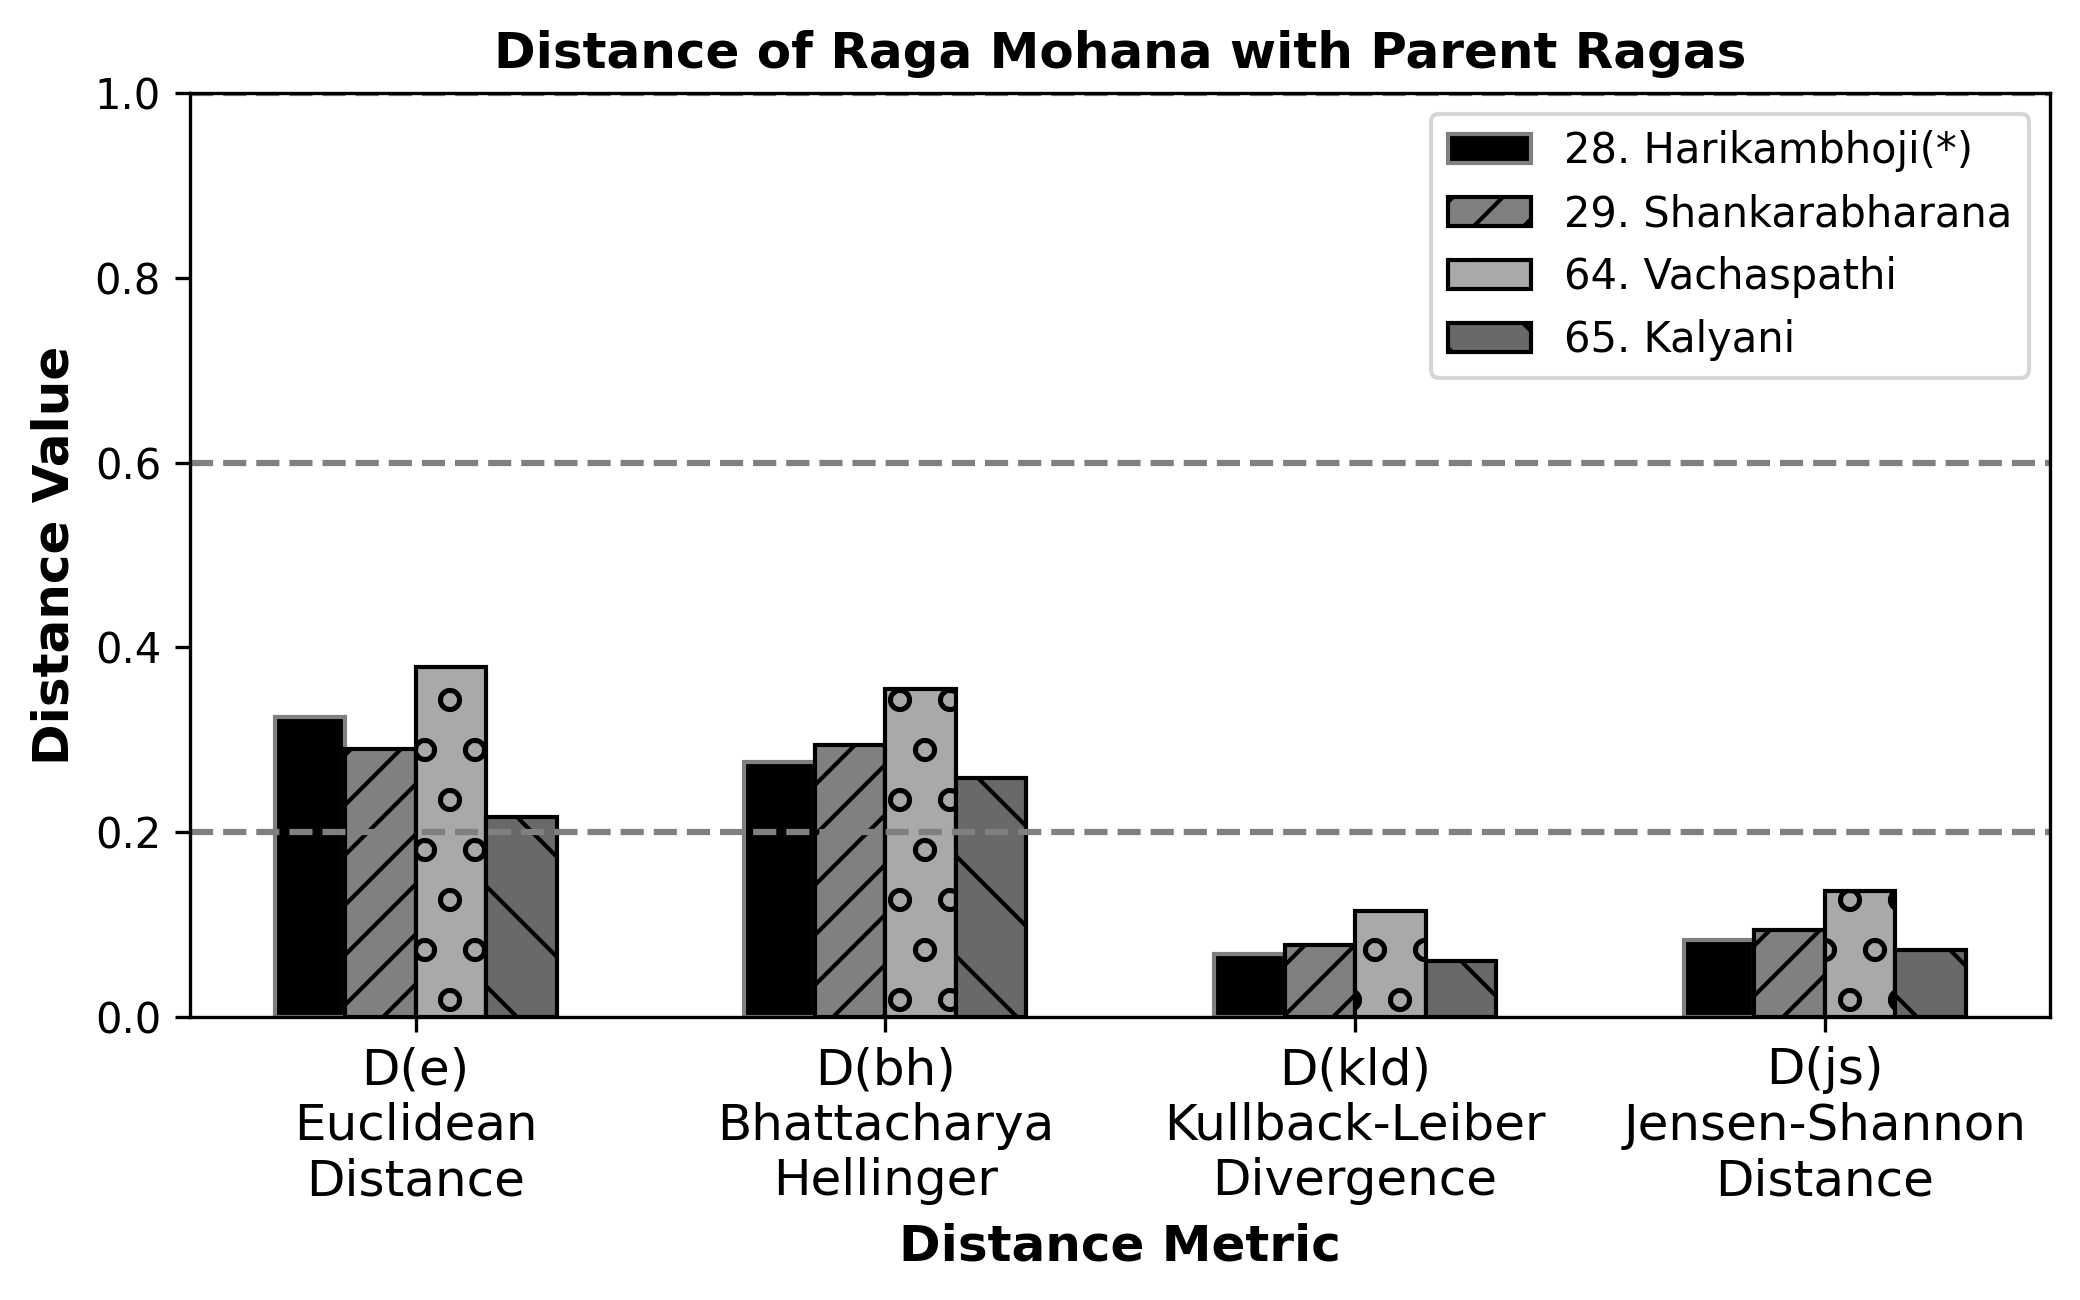 Distance of Raga Mohana with Parent Ragas
1.0
0.8
0.6
0.4
0.2
0.0
Distance Value
28. Harikambhoji(*)
29. Shankarabharana
64. Vachaspathi
65. Kalyani
D(e)
Euclidean
Distance
D(bh)
Bhattacharya
Hellinger
D(kld)
Kullback-Leiber
Divergence
D(js)
Jensen-Shannon
Distance
Distance Metric